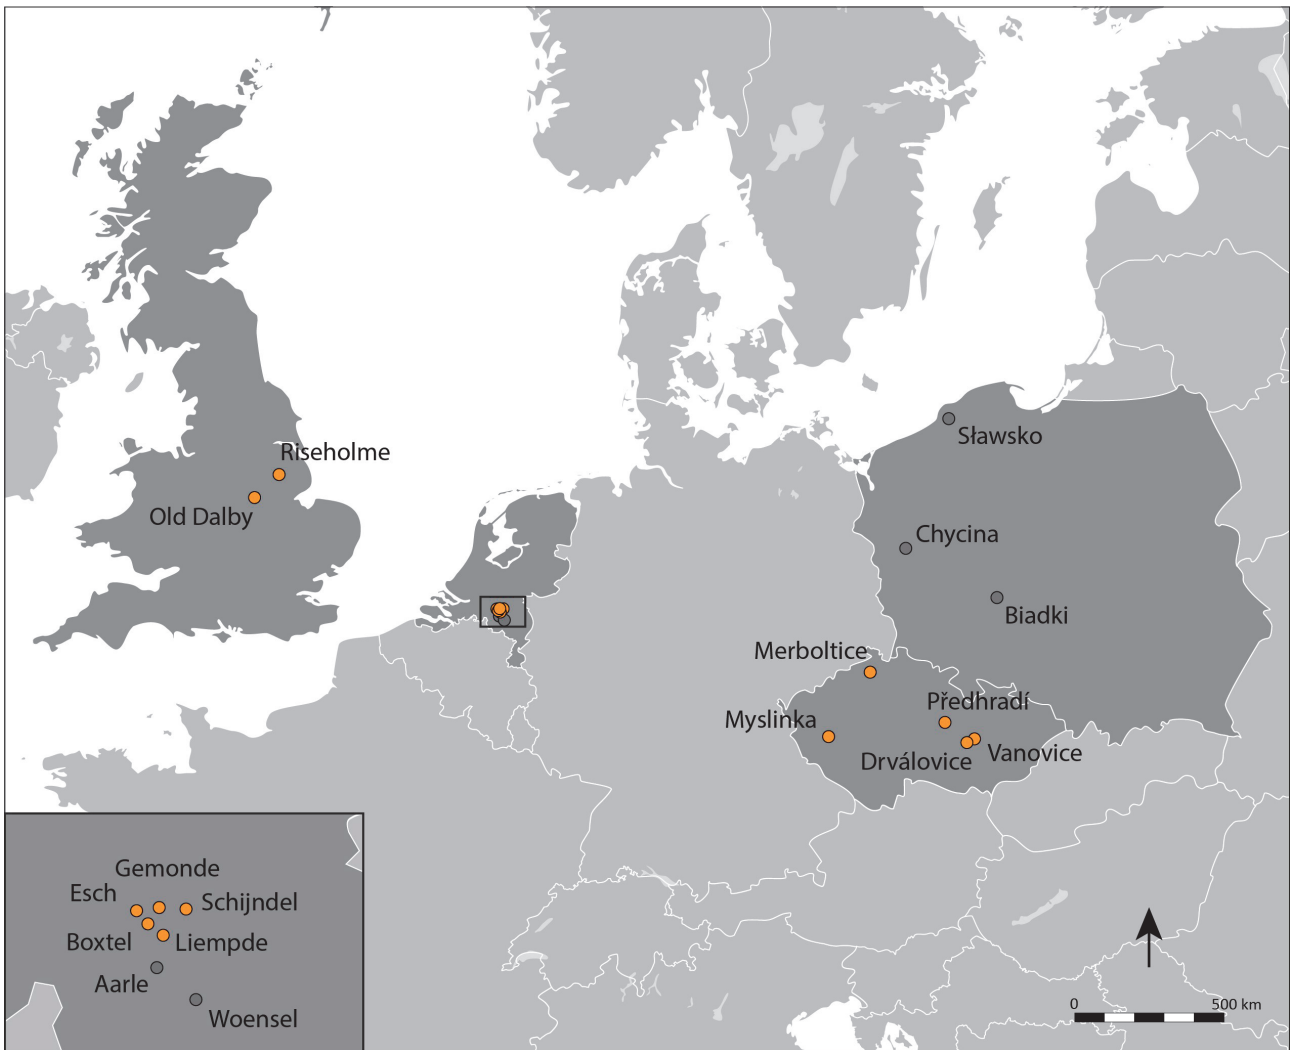 Riseholme
Old Dalby
Sławsko
Chycina
Biadki
Merboltice
Předhradí
Myslinka
Vanovice
Drválovice
Gemonde
Esch
Schijndel
Boxtel
Liempde
Aarle
Woensel
0 500 km